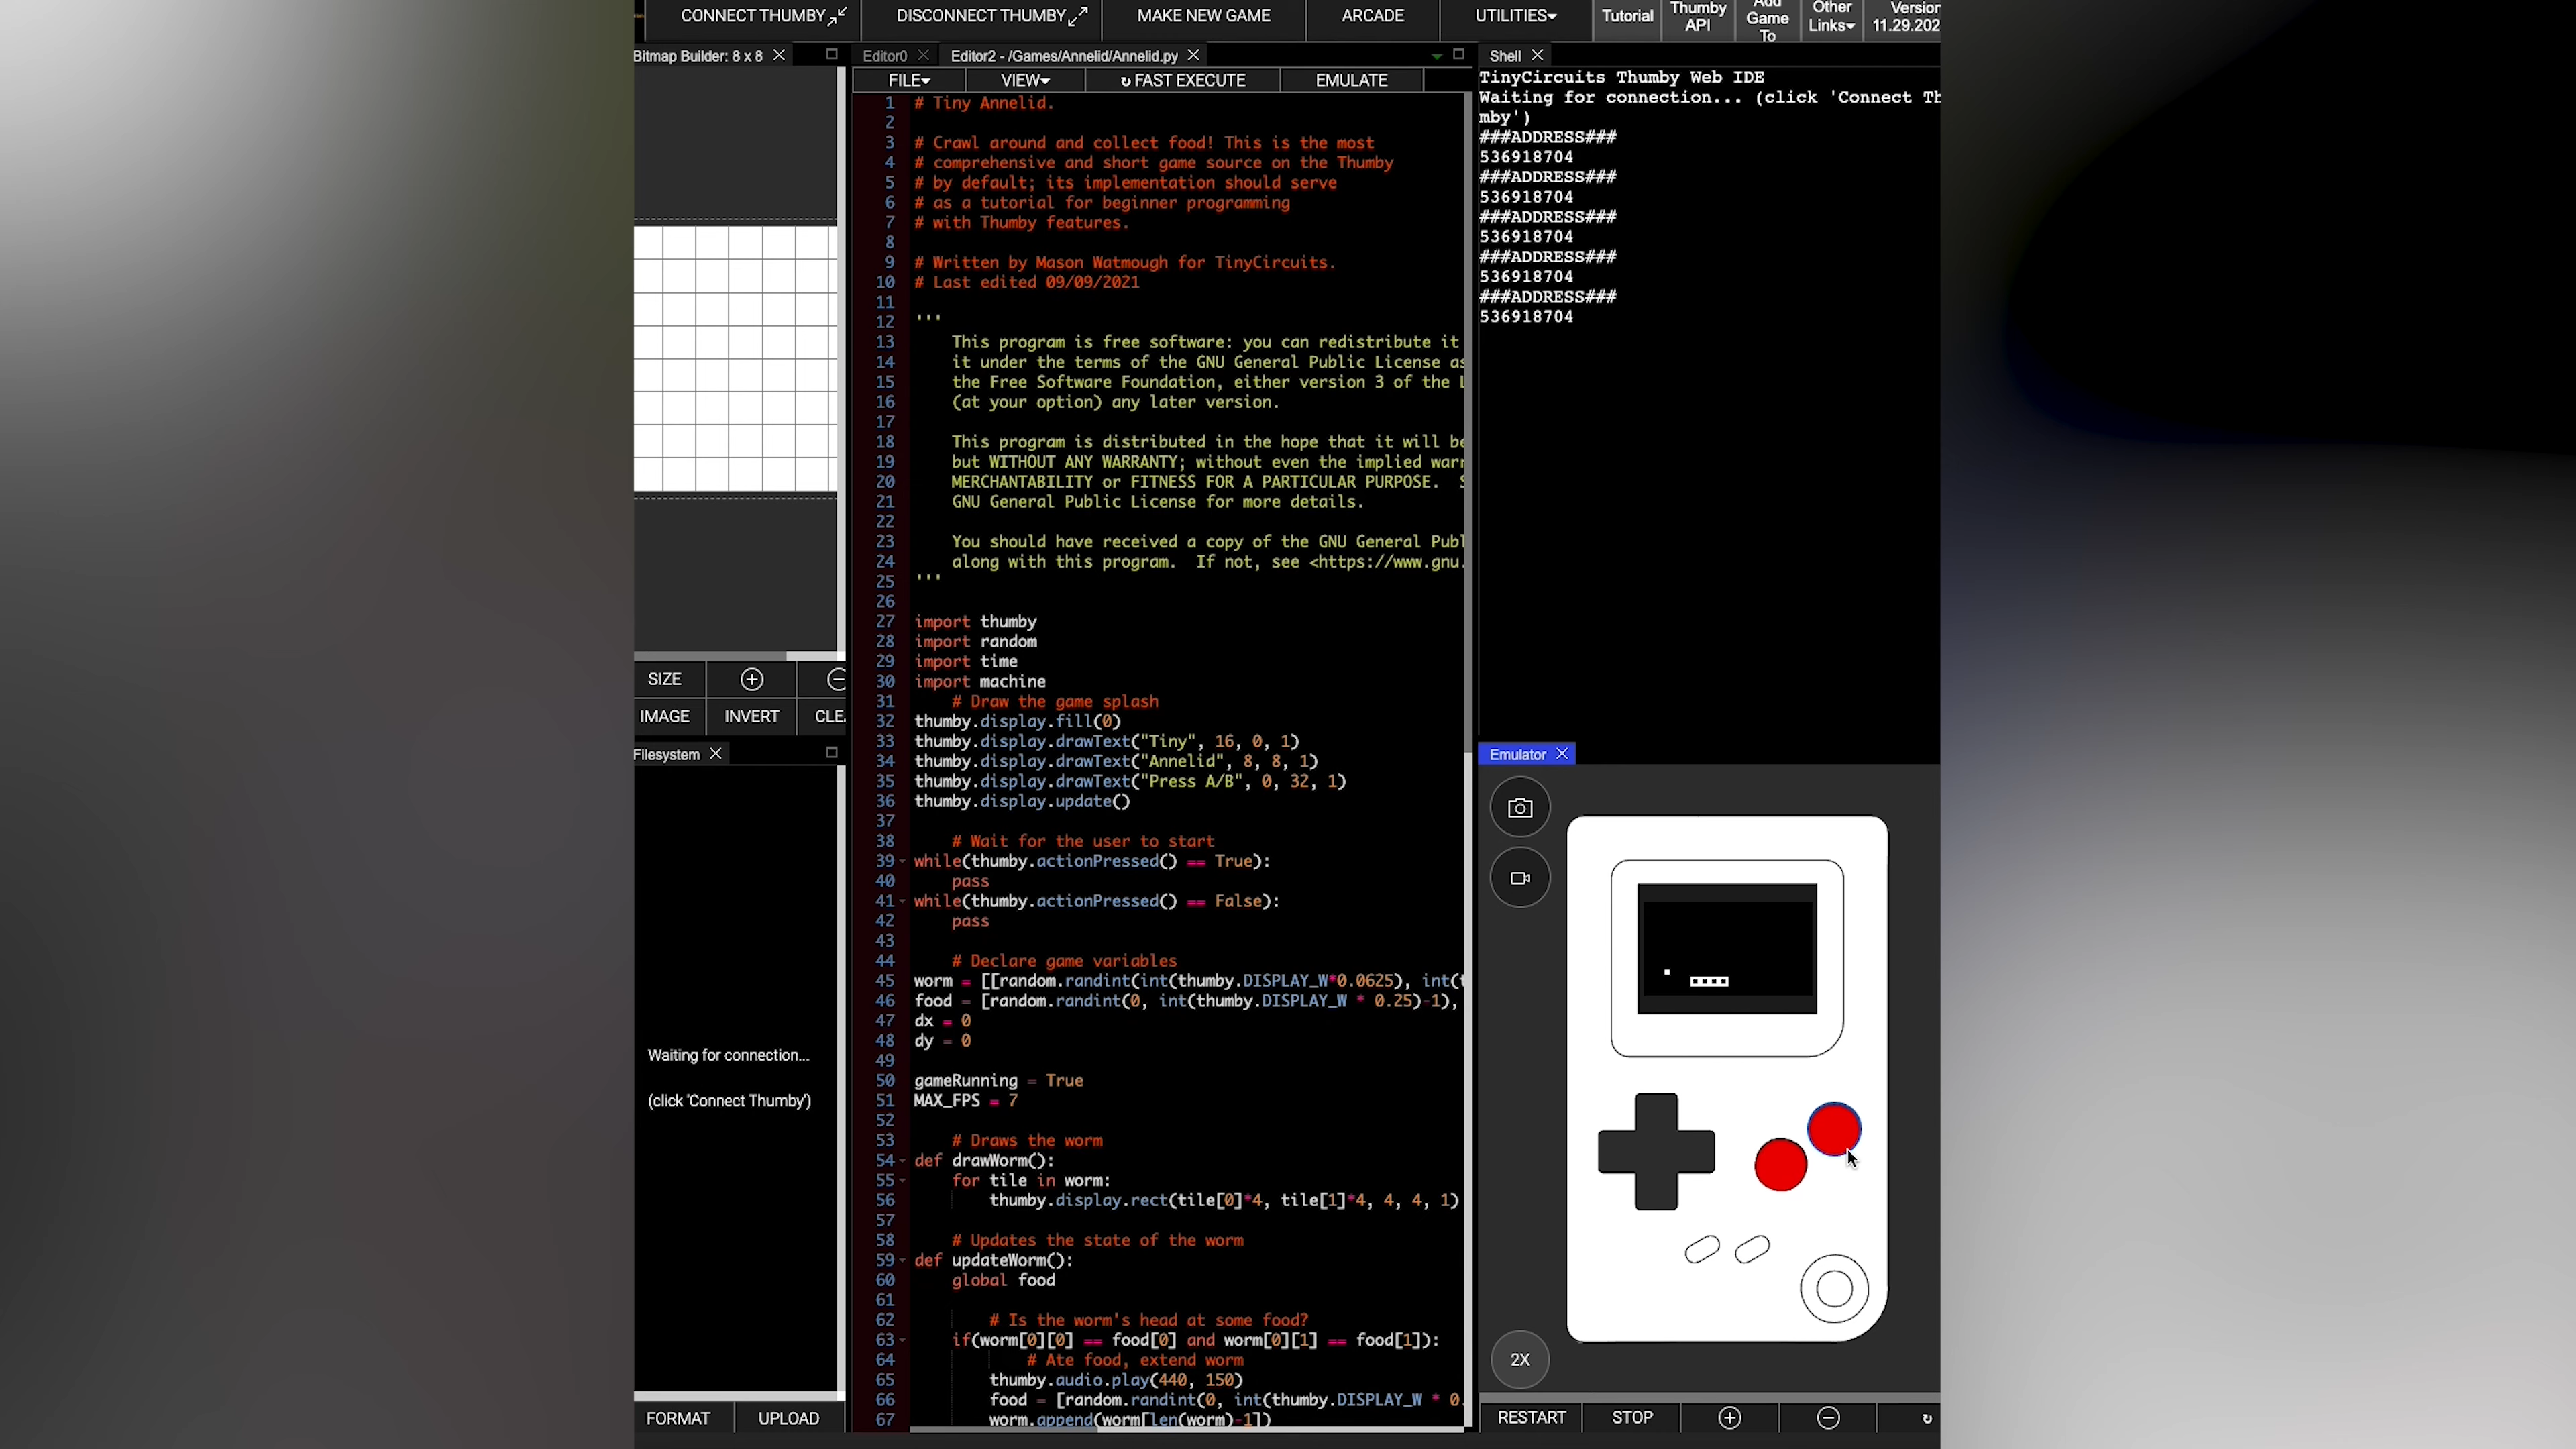 CONNECT THUMBY
DISCONNECT THUMBY
MAKE NEW GAME
ARCADE
UTILITIES
Tutorial
Thumby
API
Add
Game
To
Other
Links
Version
11.29.202
Bitmap Builder: 8 x 8
SIZE
IMAGE
INVERT
CLEA
Filesystem
Waiting for connection...
(click 'Connect Thumby')
FORMAT
UPLOAD
Editor0
Editor2 - /Games/Annelid/Annelid.py
FILE
VIEW
FAST EXECUTE
EMULATE
1 # Tiny Annelid.
2
3 # Crawl around and collect food! This is the most
4 # comprehensive and short game source on the Thumby
5 # by default; its implementation should serve
6 # as a tutorial for beginner programming
7 # with Thumby features.
8
9 # Written by Mason Watmough for TinyCircuits.
10 # Last edited 09/09/2021
11
12 '''
13 This program is free software: you can redistribute it
14 it under the terms of the GNU General Public License as
15 the Free Software Foundation, either version 3 of the L
16 (at your option) any later version.
17
18 This program is distributed in the hope that it will be
19 but WITHOUT ANY WARRANTY; without even the implied warr
20 MERCHANTABILITY or FITNESS FOR A PARTICULAR PURPOSE. S
21 GNU General Public License for more details.
22
23 You should have received a copy of the GNU General Publ
24 along with this program. If not, see <https://www.gnu.
25 '''
26
27 import thumby
28 import random
29 import time
30 import machine
31 # Draw the game splash
32 thumby.display.fill(0)
33 thumby.display.drawText("Tiny", 16, 0, 1)
34 thumby.display.drawText("Annelid", 8, 8, 1)
35 thumby.display.drawText("Press A/B", 0, 32, 1)
36 thumby.display.update()
37
38 # Wait for the user to start
39 while(thumby.actionPressed() == True):
40 pass
41 while(thumby.actionPressed() == False):
42 pass
43
44 # Declare game variables
45 worm = [[random.randint(int(thumby.DISPLAY_W*0.0625), int(t
46 food = [random.randint(0, int(thumby.DISPLAY_W * 0.25)-1),
47 dx = 0
48 dy = 0
49
50 gameRunning = True
51 MAX_FPS = 7
52
53 # Draws the worm
54 def drawWorm():
55 for tile in worm:
56 thumby.display.rect(tile[0]*4, tile[1]*4, 4, 4, 1)
57
58 # Updates the state of the worm
59 def updateWorm():
60 global food
61
62 # Is the worm's head at some food?
63 if(worm[0][0] == food[0] and worm[0][1] == food[1]):
64 # Ate food, extend worm
65 thumby.audio.play(440, 150)
66 food = [random.randint(0, int(thumby.DISPLAY_W * 0.
67 worm.append(worm[len(worm)-1])
Shell
TinyCircuits Thumby Web IDE
Waiting for connection... (click 'Connect Th
mby')
###ADDRESS###
536918704
###ADDRESS###
536918704
###ADDRESS###
536918704
###ADDRESS###
536918704
###ADDRESS###
536918704
Emulator
2X
RESTART
STOP